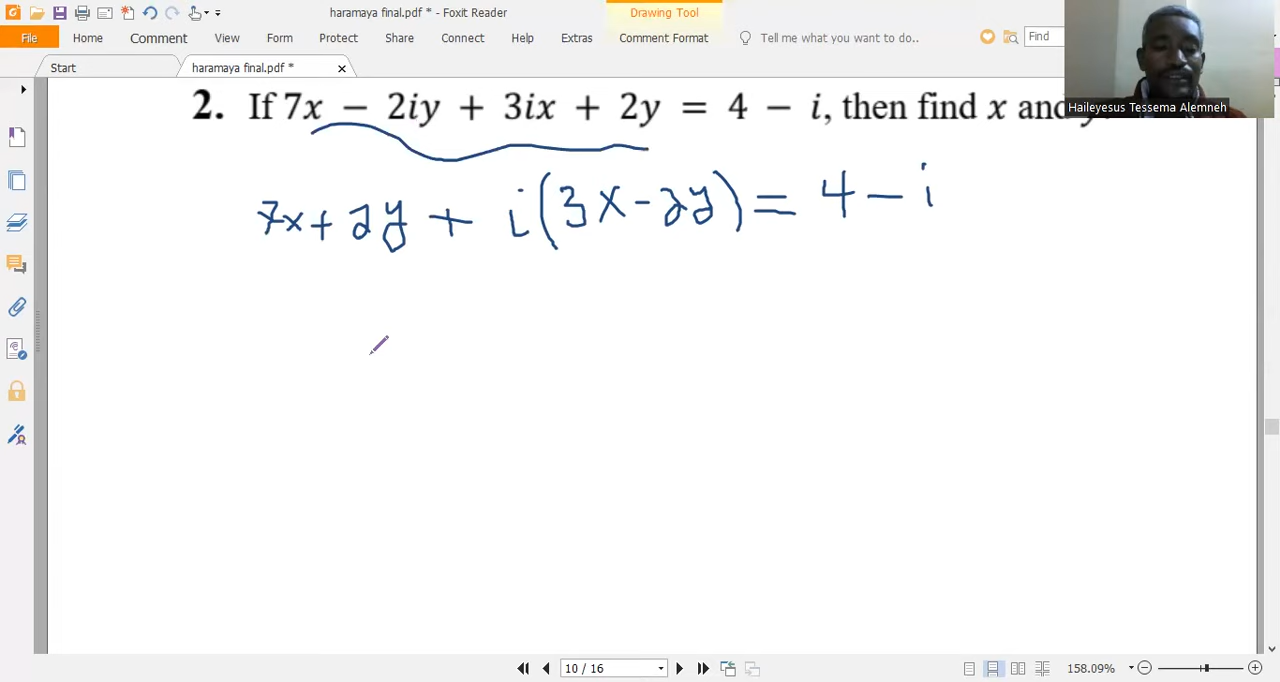 haramaya final.pdf * - Foxit Reader
Drawing Tool
File Home Comment View Form Protect Share Connect Help Extras Comment Format Tell me what you want to do.. Find
Start haramaya final.pdf * ×
Haileyesus Tessema Alemneh
2. If 7x − 2iy + 3ix + 2y = 4 − i, then find x and
7x + 2y + i(3x - 2y) = 4 - i
10 / 16
158.09%